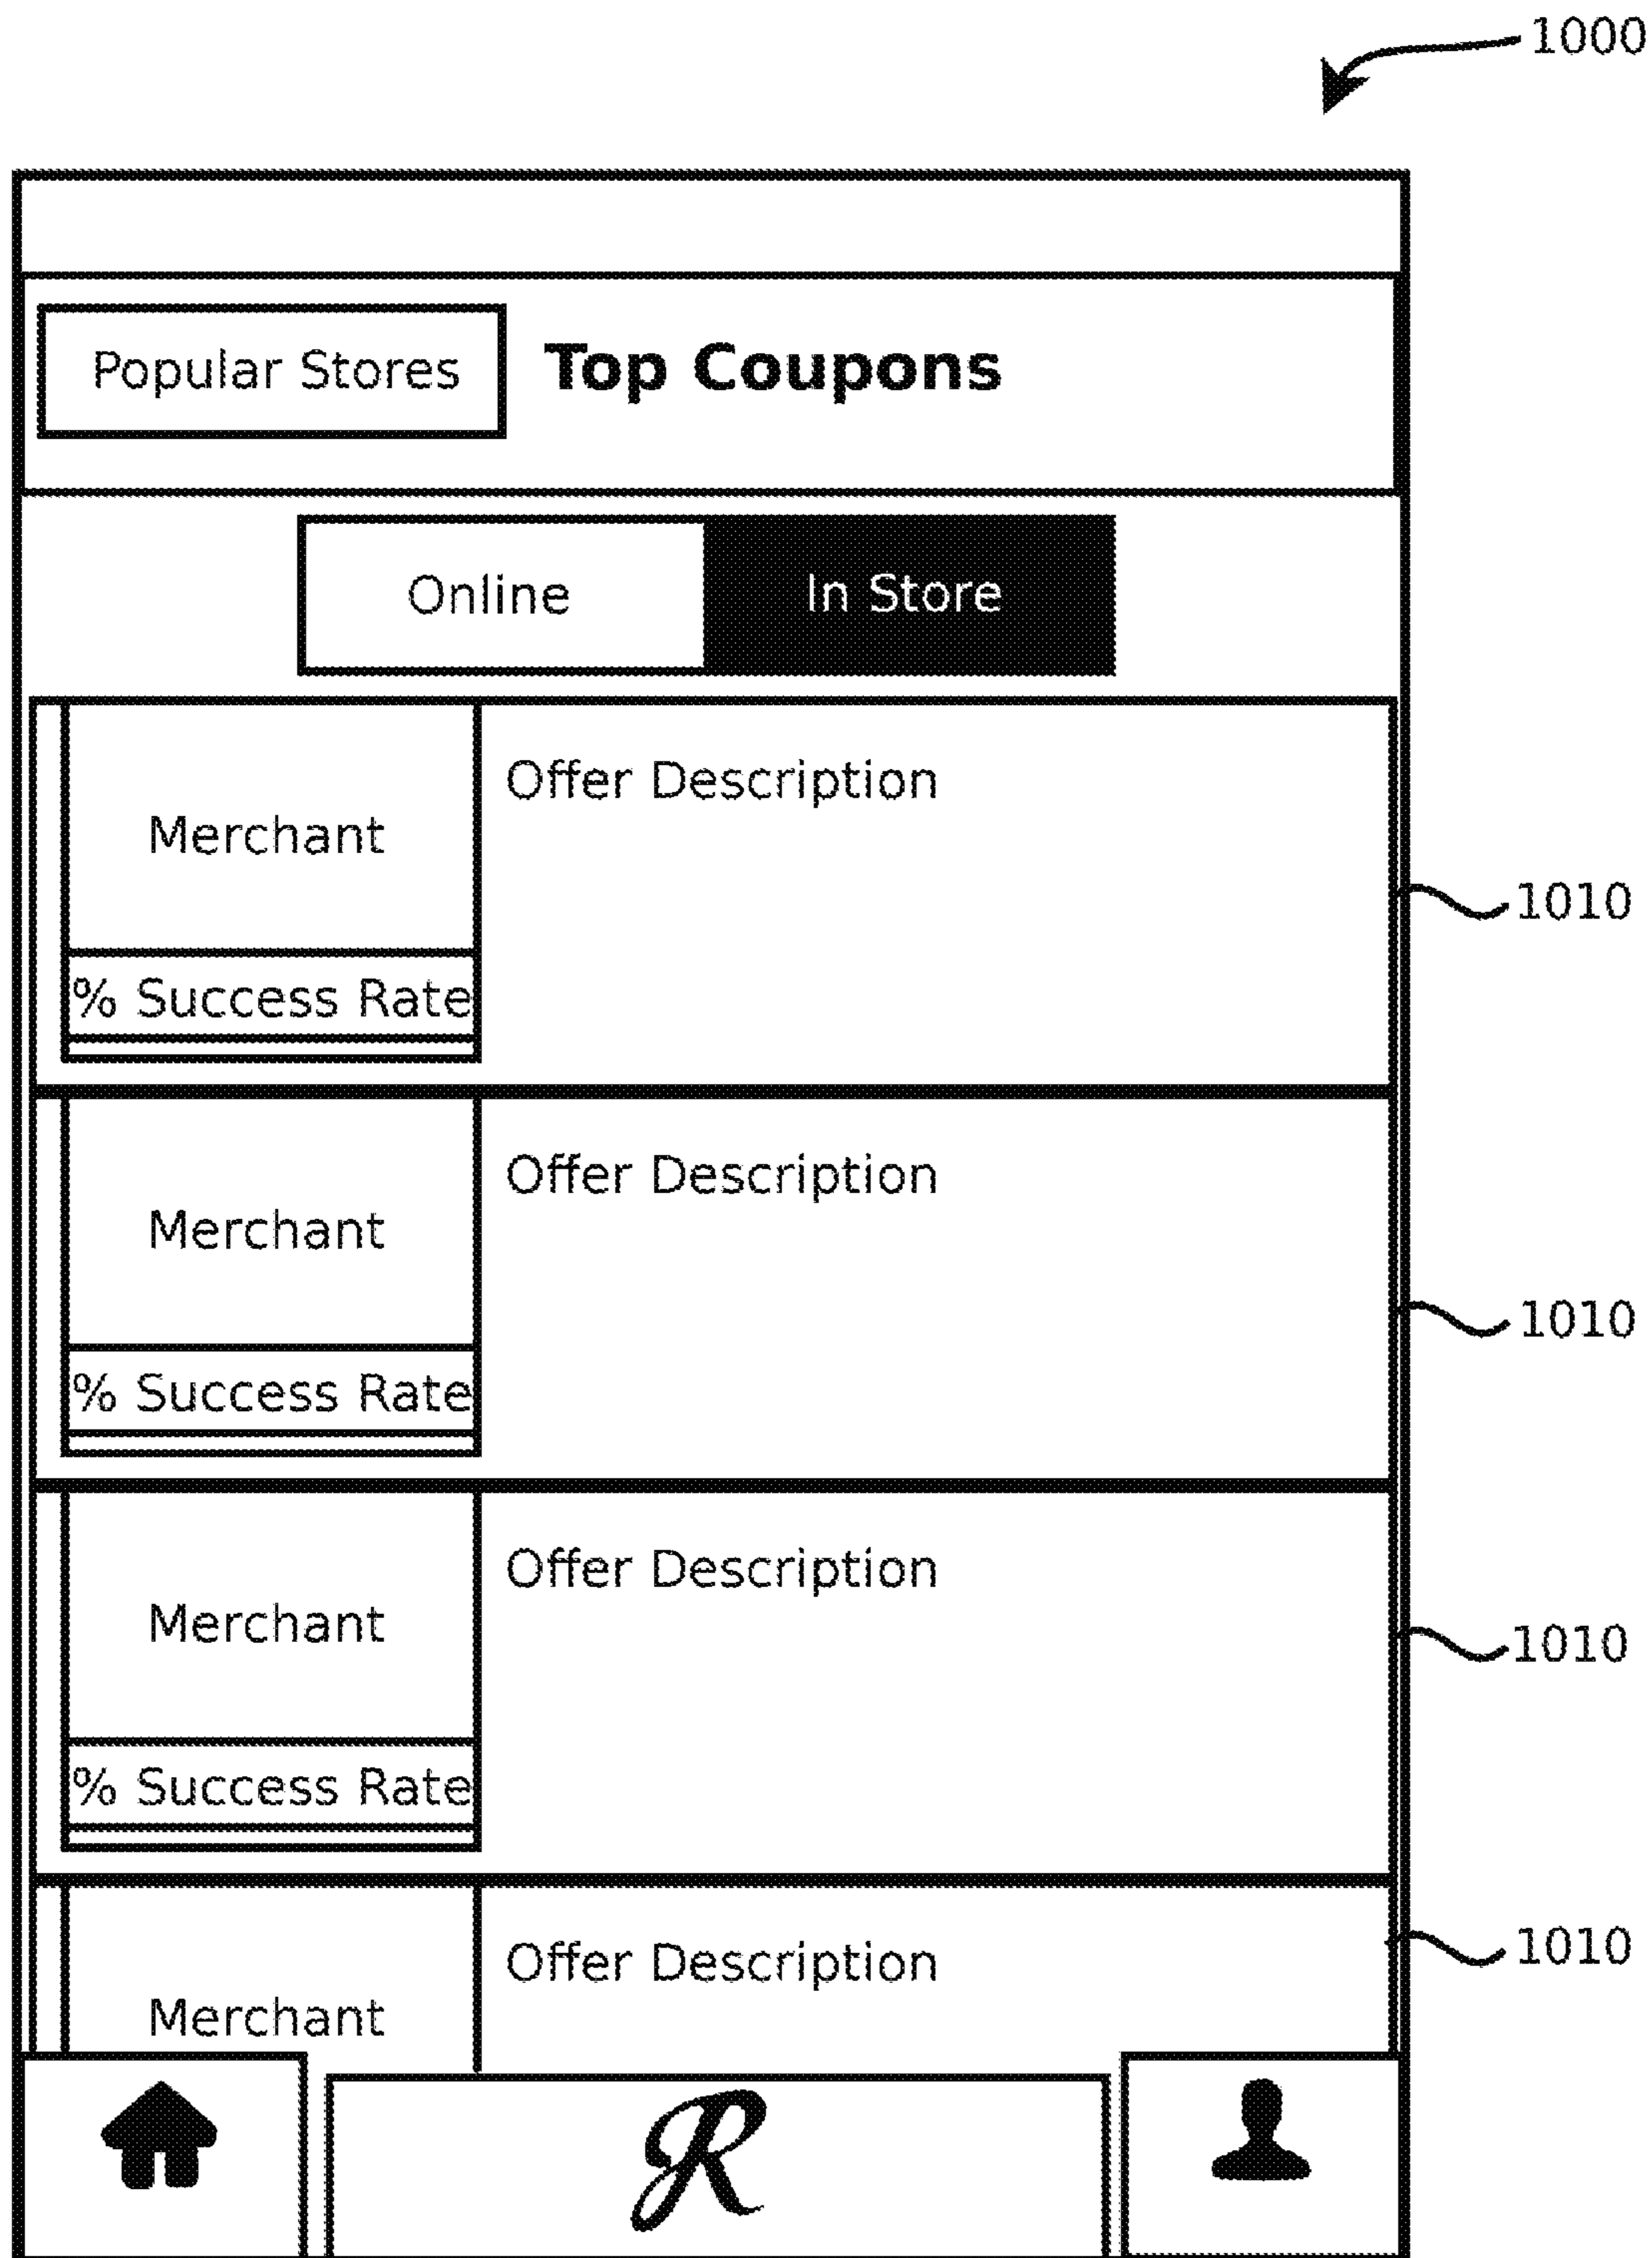 1000
Popular Stores Top Coupons
Online In Store
Merchant Offer Description
1010
% Success Rate
Merchant Offer Description
1010
% Success Rate
Merchant Offer Description
1010
% Success Rate
Offer Description
1010
Merchant
R